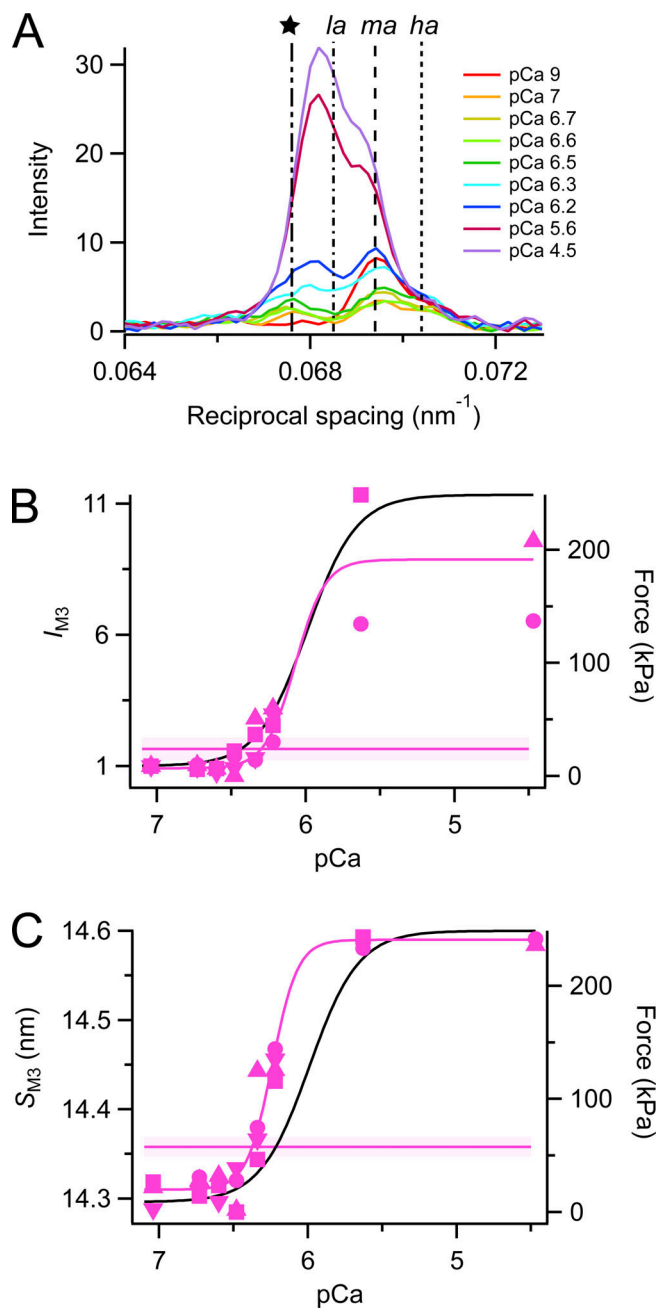 A
★ la ma ha
30
20
10
0
Intensity
pCa 9
pCa 7
pCa 6.7
pCa 6.6
pCa 6.5
pCa 6.3
pCa 6.2
pCa 5.6
pCa 4.5
0.064 0.068 0.072
Reciprocal spacing (nm⁻¹)
B
11
6
1
I_M3
200
100
0
Force (kPa)
7 6 5
pCa
C
14.6
14.5
14.4
14.3
S_M3 (nm)
200
100
0
Force (kPa)
7 6 5
pCa